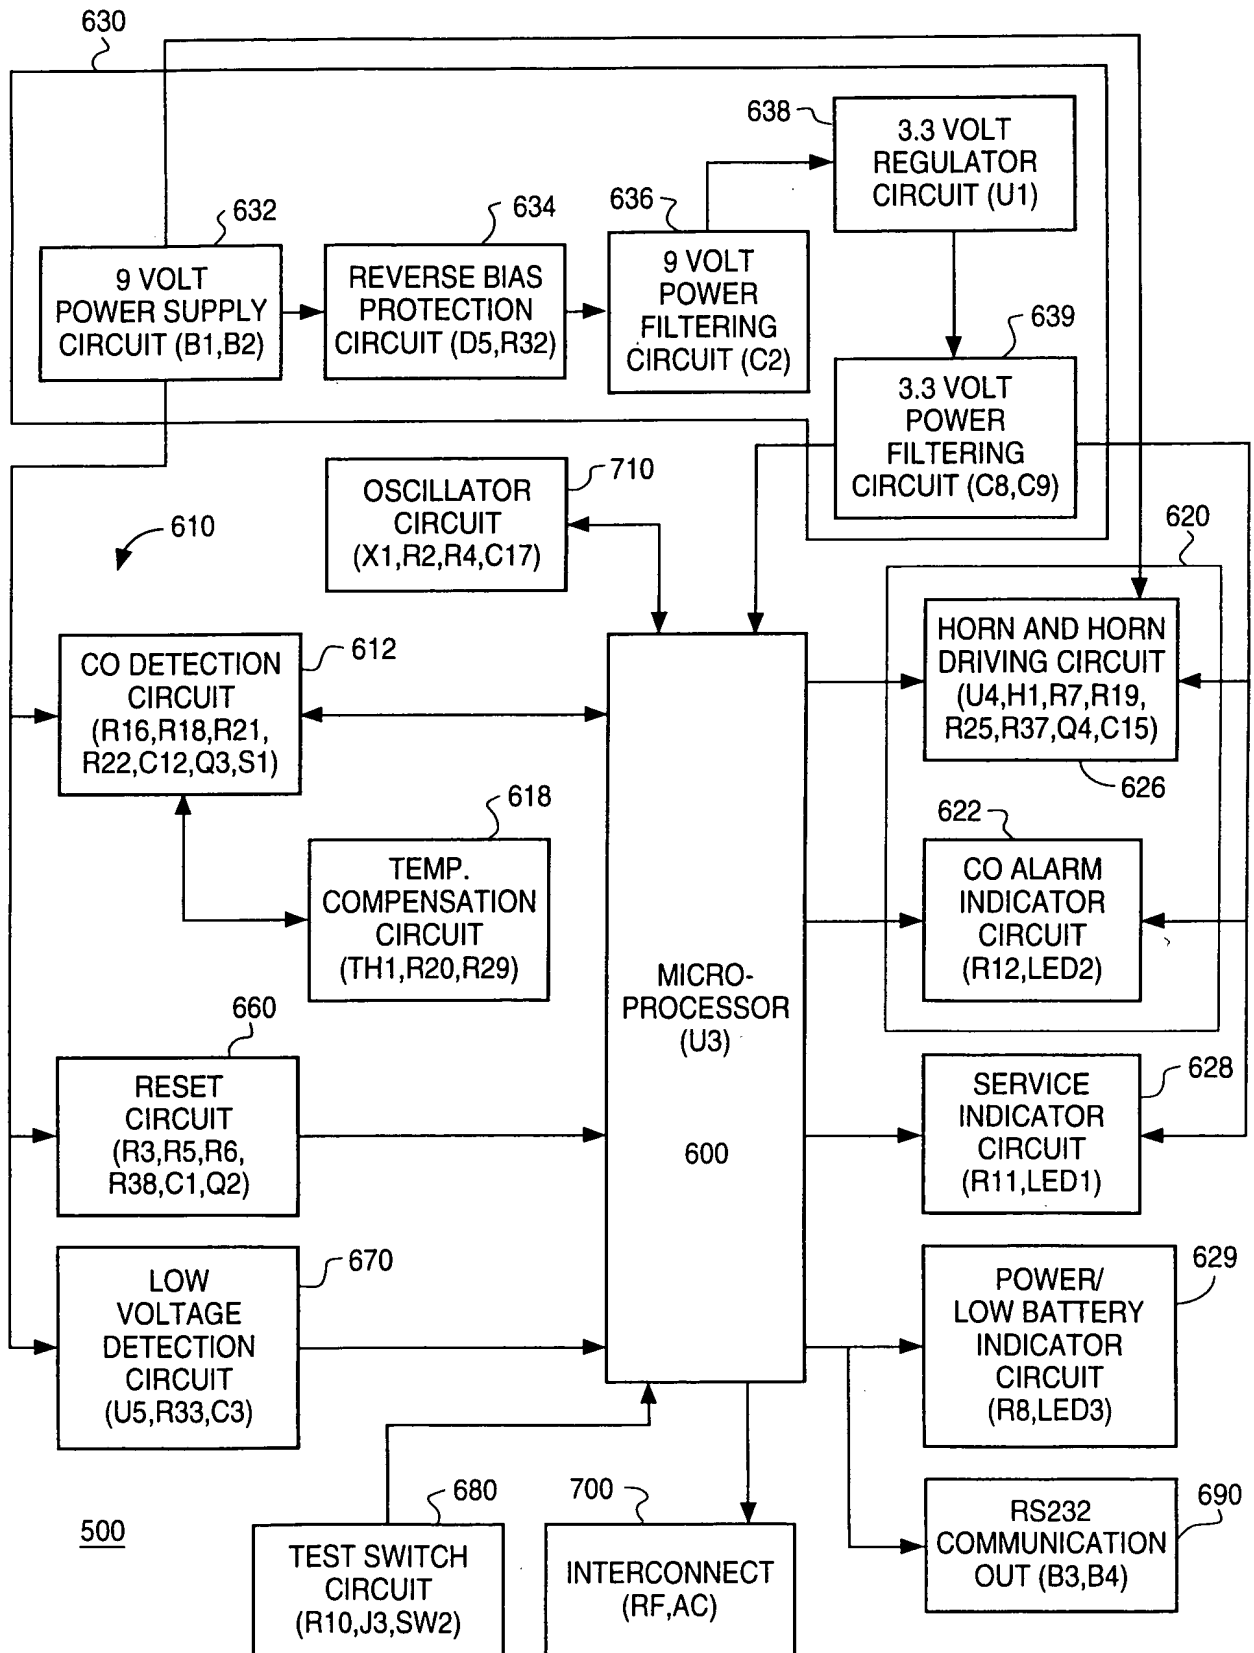 630
638
3.3 VOLT
REGULATOR
CIRCUIT (U1)
632
9 VOLT
POWER SUPPLY
CIRCUIT (B1,B2)
634
REVERSE BIAS
PROTECTION
CIRCUIT (D5,R32)
636
9 VOLT
POWER
FILTERING
CIRCUIT (C2)
639
3.3 VOLT
POWER
FILTERING
CIRCUIT (C8,C9)
710
OSCILLATOR
CIRCUIT
(X1,R2,R4,C17)
610
620
612
CO DETECTION
CIRCUIT
(R16,R18,R21,
R22,C12,Q3,S1)
HORN AND HORN
DRIVING CIRCUIT
(U4,H1,R7,R19,
R25,R37,Q4,C15)
626
618
TEMP.
COMPENSATION
CIRCUIT
(TH1,R20,R29)
622
CO ALARM
INDICATOR
CIRCUIT
(R12,LED2)
MICRO-
PROCESSOR
(U3)
600
660
RESET
CIRCUIT
(R3,R5,R6,
R38,C1,Q2)
628
SERVICE
INDICATOR
CIRCUIT
(R11,LED1)
670
LOW
VOLTAGE
DETECTION
CIRCUIT
(U5,R33,C3)
629
POWER/
LOW BATTERY
INDICATOR
CIRCUIT
(R8,LED3)
500
680
TEST SWITCH
CIRCUIT
(R10,J3,SW2)
700
INTERCONNECT
(RF,AC)
690
RS232
COMMUNICATION
OUT (B3,B4)